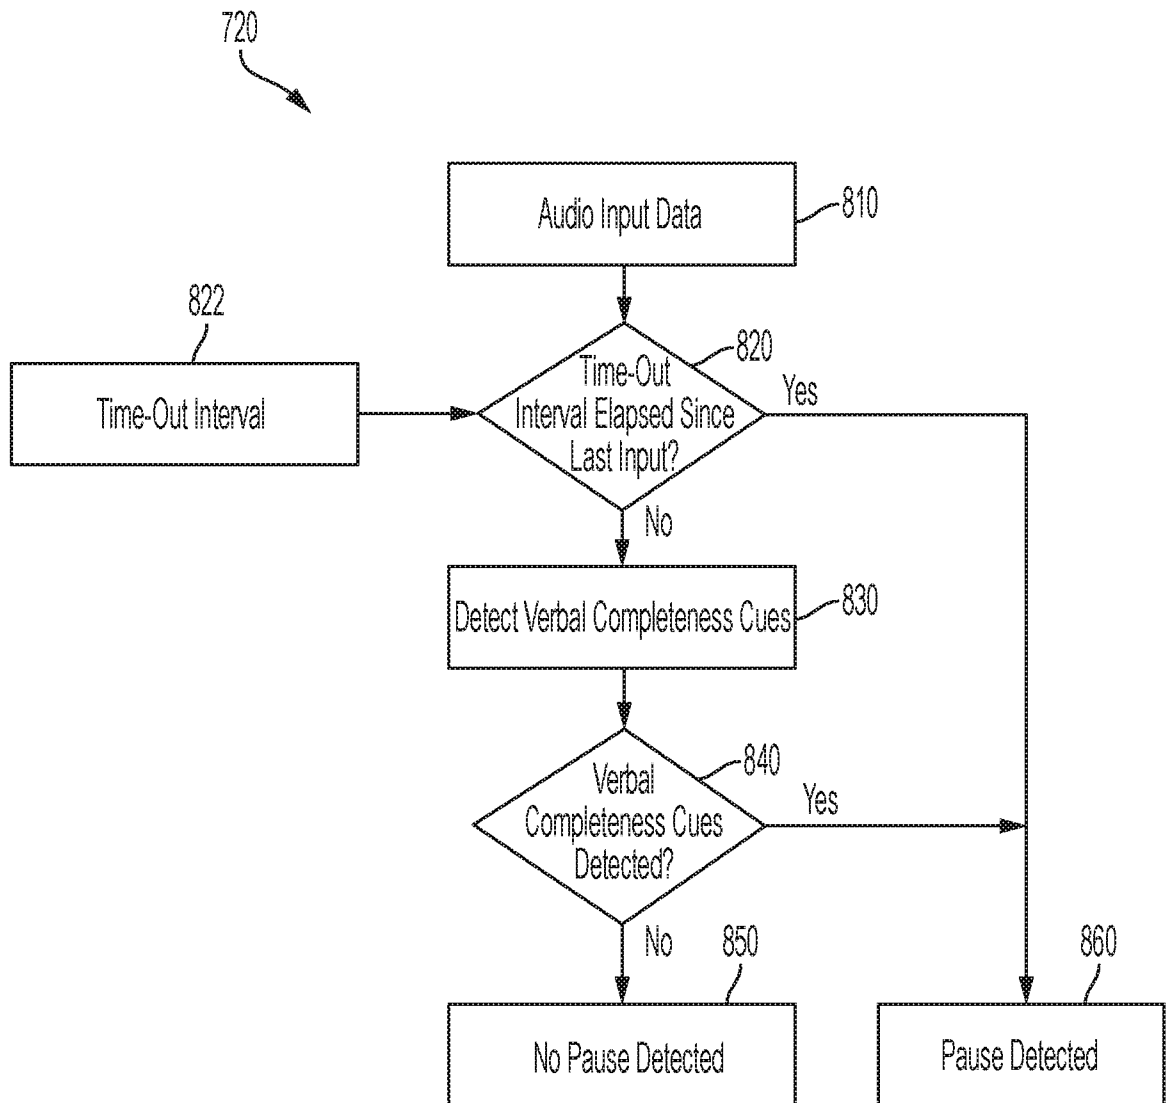 720
Audio Input Data
810
822
Time-Out Interval
820
Time-Out
Interval Elapsed Since
Last Input?
Yes
No
Detect Verbal Completeness Cues
830
840
Verbal
Completeness Cues
Detected?
Yes
No
850
860
No Pause Detected
Pause Detected